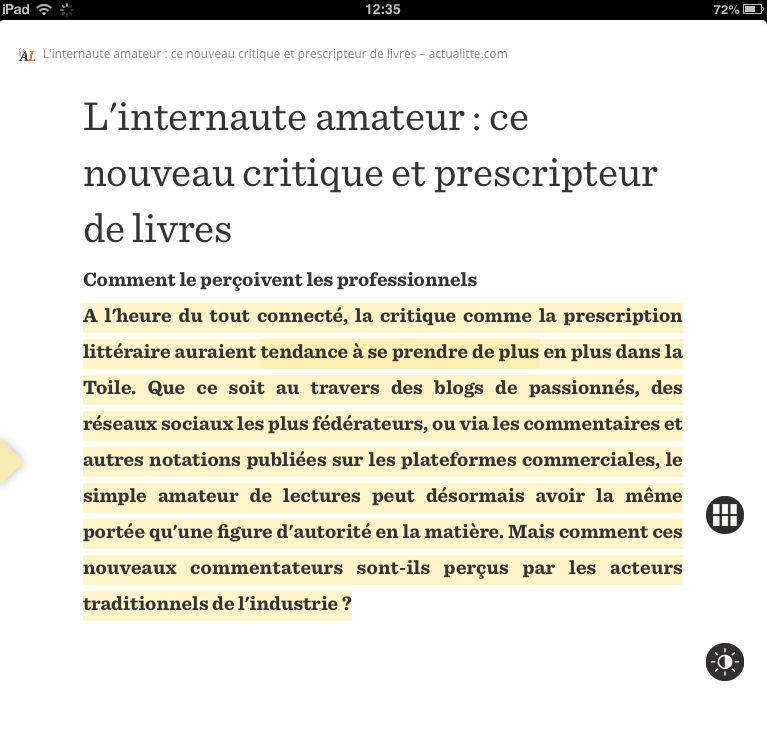 iPad 12:35 72%
AL L'internaute amateur : ce nouveau critique et prescripteur de livres – actualitte.com
L'internaute amateur : ce
nouveau critique et prescripteur
de livres
Comment le perçoivent les professionnels
A l'heure du tout connecté, la critique comme la prescription
littéraire auraient tendance à se prendre de plus en plus dans la
Toile. Que ce soit au travers des blogs de passionnés, des
réseaux sociaux les plus fédérateurs, ou via les commentaires et
autres notations publiées sur les plateformes commerciales, le
simple amateur de lectures peut désormais avoir la même
portée qu'une figure d'autorité en la matière. Mais comment ces
nouveaux commentateurs sont-ils perçus par les acteurs
traditionnels de l'industrie ?